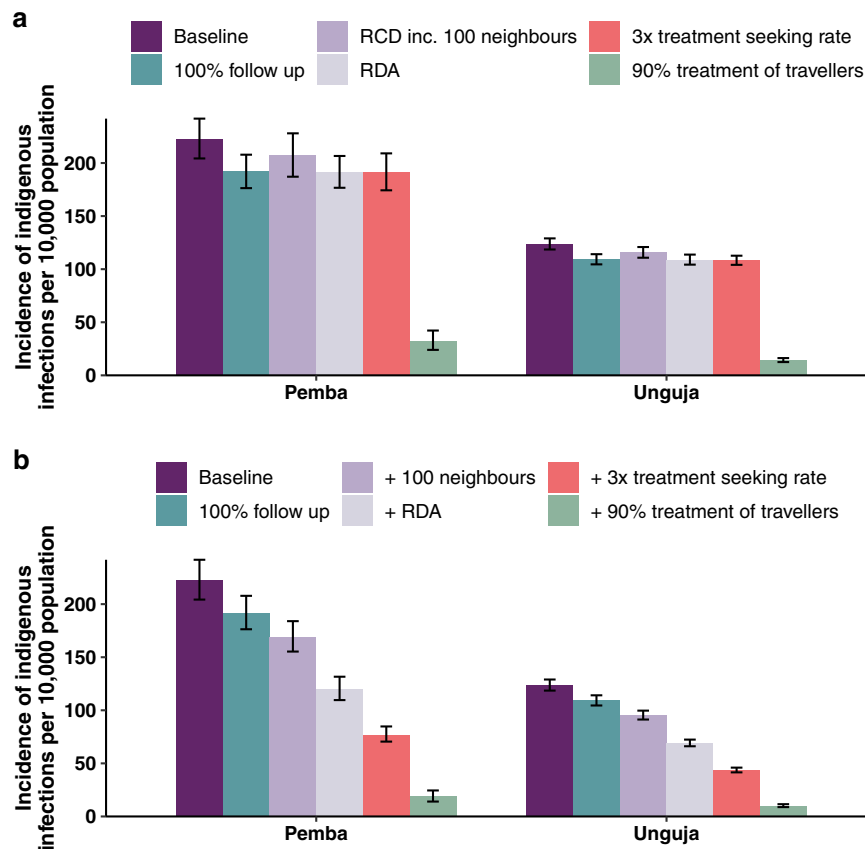 a
Baseline
RCD inc. 100 neighbours
3x treatment seeking rate
100% follow up
RDA
90% treatment of travellers
Incidence of indigenous
infections per 10,000 population
200
150
100
50
0
Pemba
Unguja
b
Baseline
+ 100 neighbours
+ 3x treatment seeking rate
100% follow up
+ RDA
+ 90% treatment of travellers
Incidence of indigenous
infections per 10,000 population
200
150
100
50
0
Pemba
Unguja